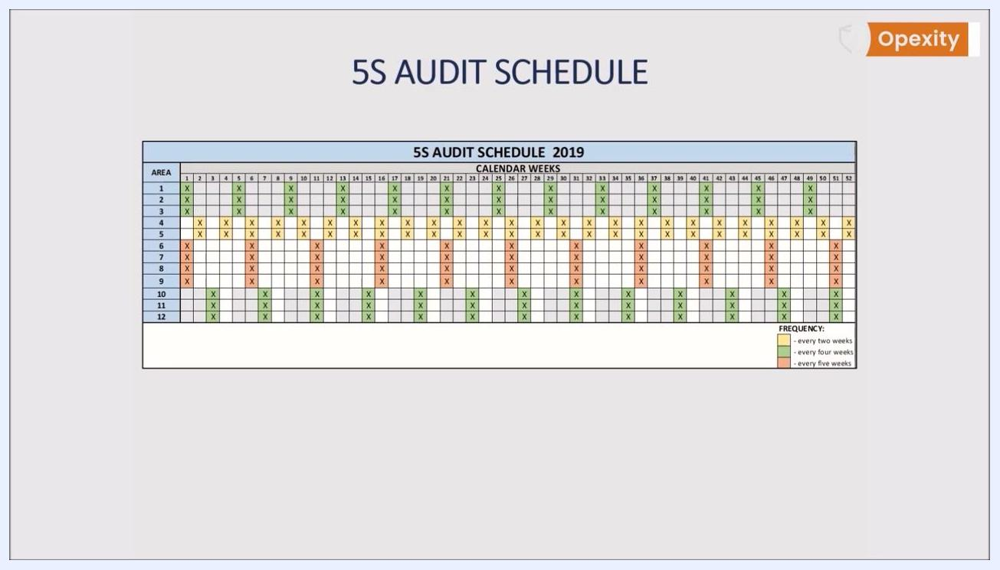 Opexity
5S AUDIT SCHEDULE
5S AUDIT SCHEDULE 2019
AREA
CALENDAR WEEKS
1 2 3 4 5 6 7 8 9 10 11 12 13 14 15 16 17 18 19 20 21 22 23 24 25 26 27 28 29 30 31 32 33 34 35 36 37 38 39 40 41 42 43 44 45 46 47 48 49 50 51 52
1 X X X X X X X X X X X X X
2 X X X X X X X X X X X X X
3 X X X X X X X X X X X X X
4 X X X X X X X X X X X X X X X X X X X X X X X X X X
5 X X X X X X X X X X X X X X X X X X X X X X X X X X
6 X X X X X X X X X X X
7 X X X X X X X X X X X
8 X X X X X X X X X X X
9 X X X X X X X X X X X
10 X X X X X X X X X X X X X
11 X X X X X X X X X X X X X
12 X X X X X X X X X X X X X
FREQUENCY:
- every two weeks
- every four weeks
- every five weeks